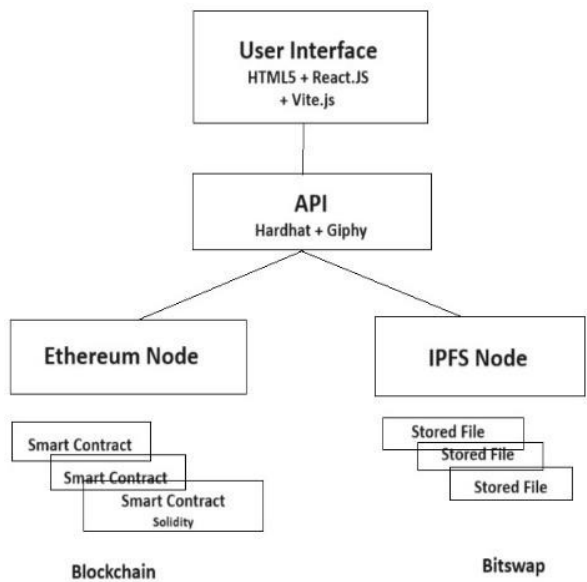 User Interface
HTML5 + React.JS
+ Vite.js
API
Hardhat + Giphy
Ethereum Node
IPFS Node
Smart Contract
Smart Contract
Smart Contract
Solidity
Stored File
Stored File
Stored File
Blockchain
Bitswap